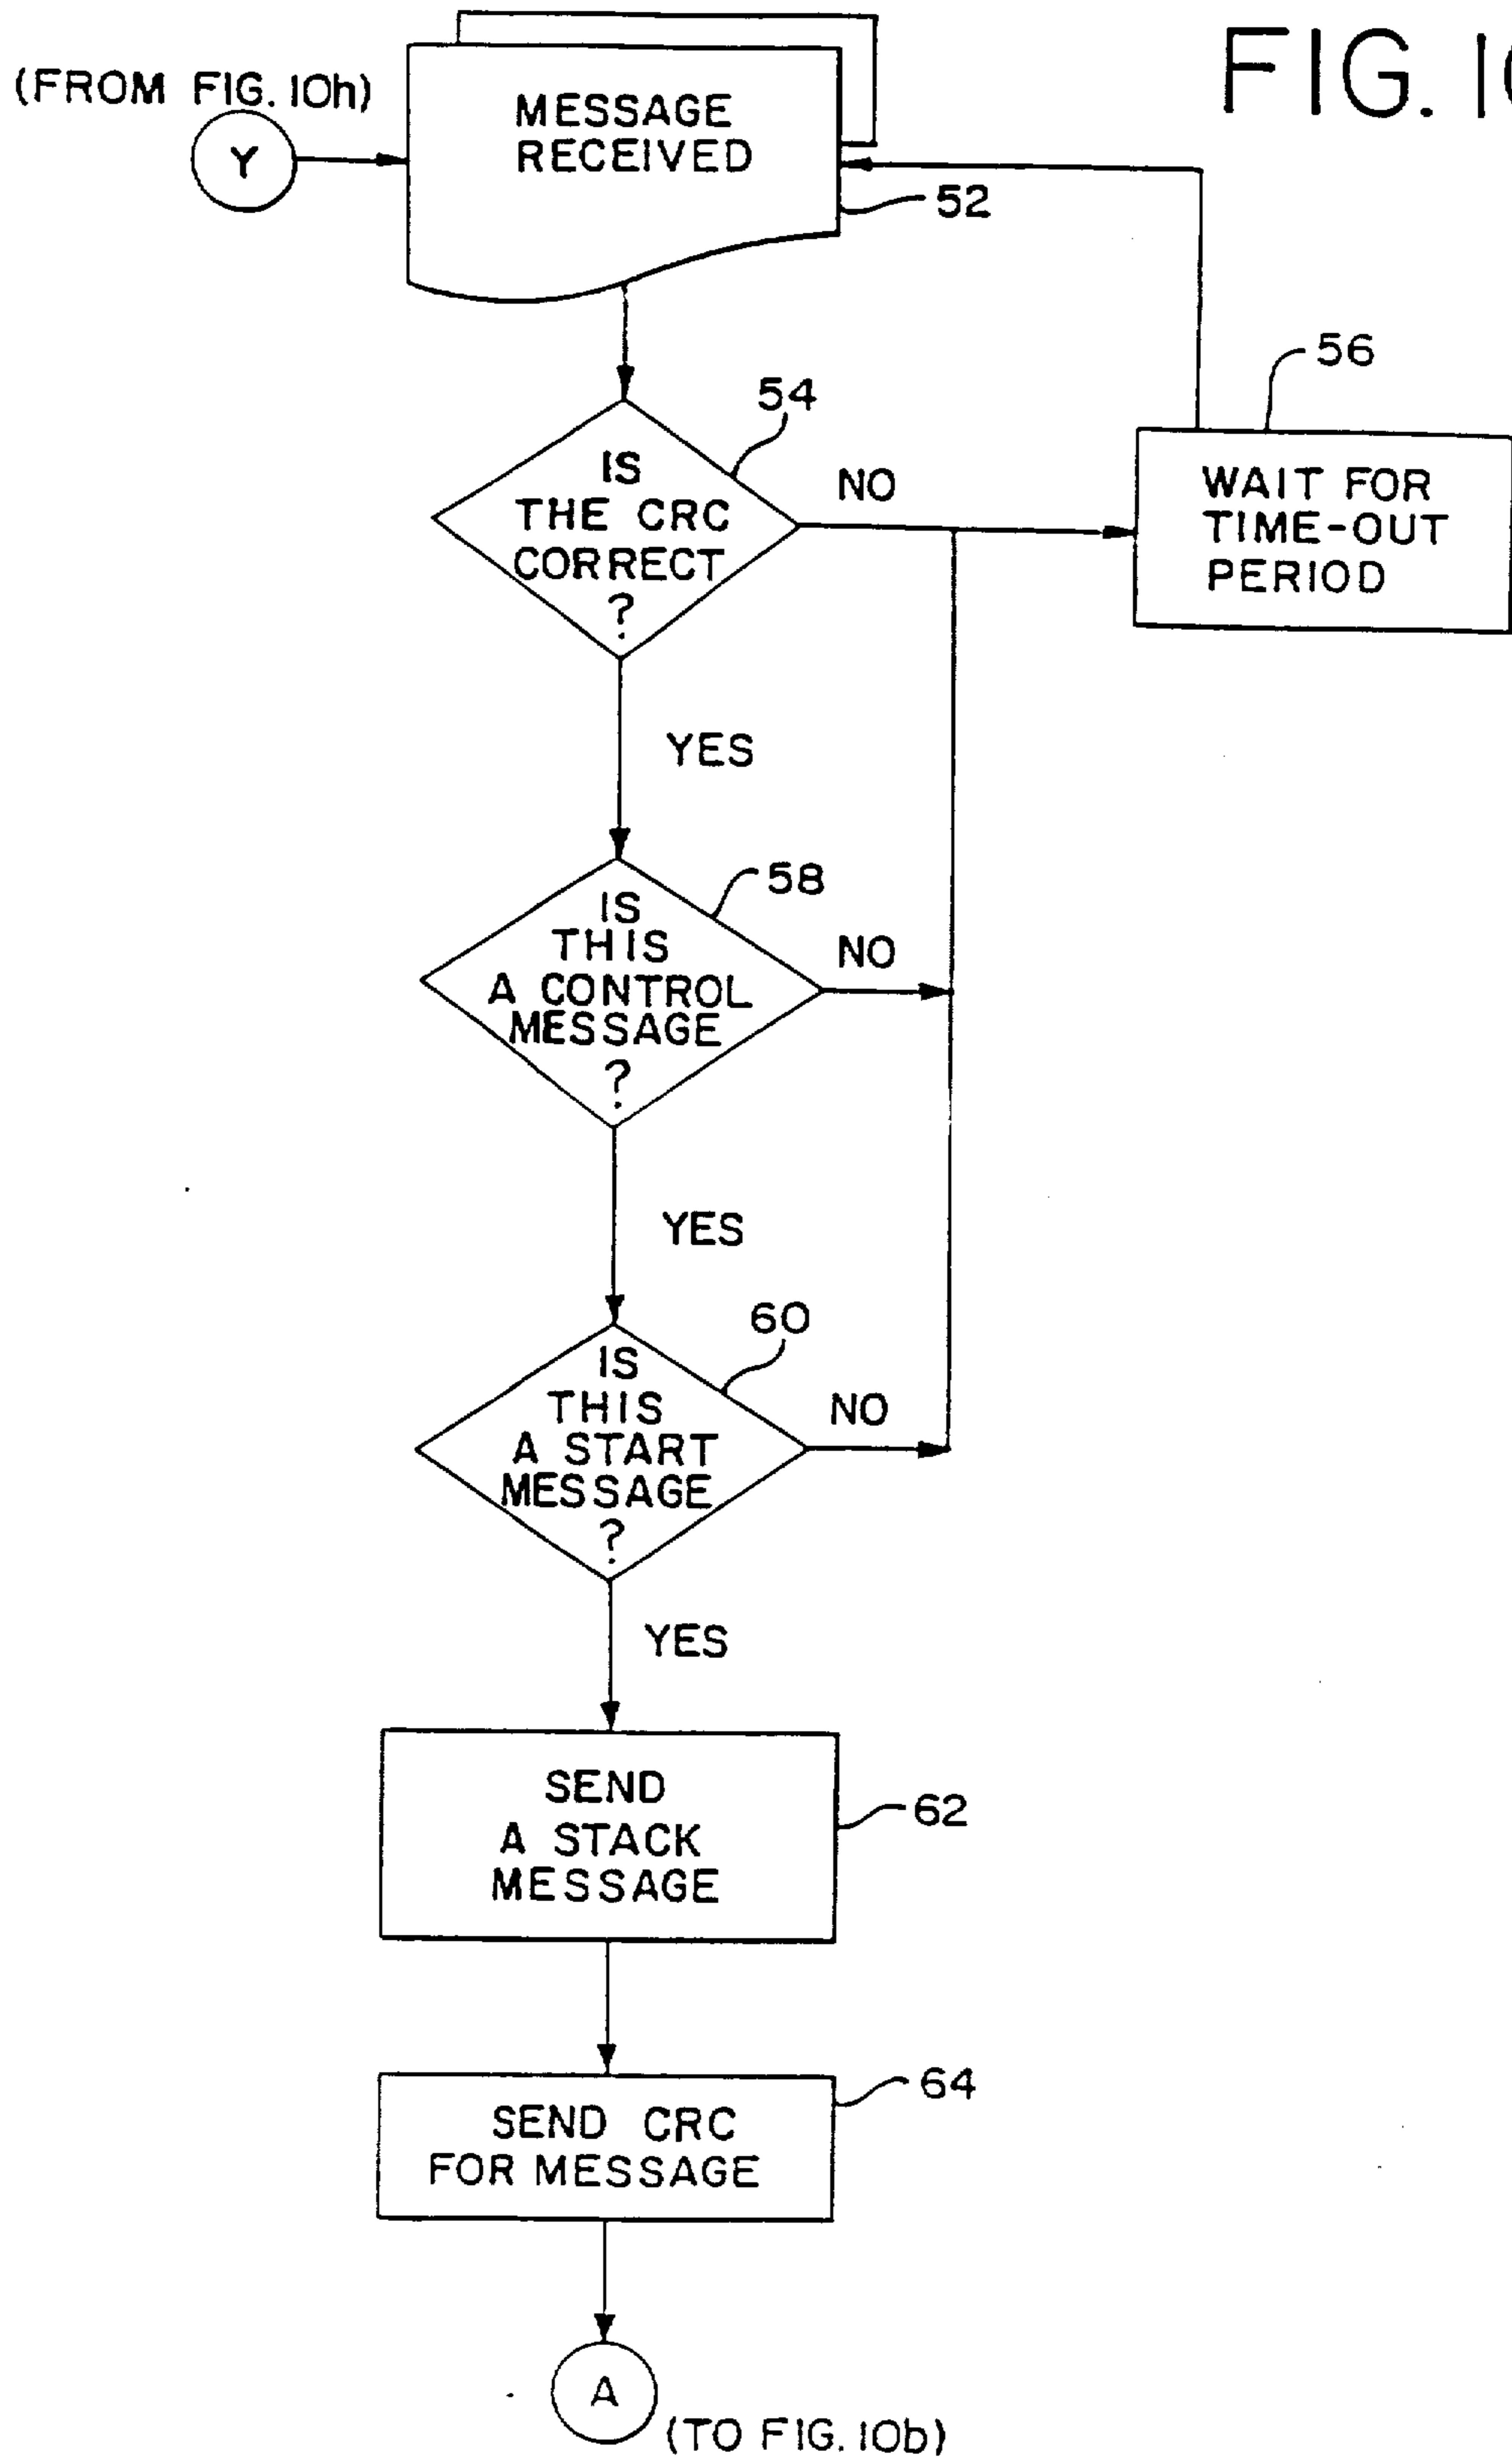 FIG. 10
(FROM FIG. 10h)
Y
MESSAGE
RECEIVED
52
54
IS
THE CRC
CORRECT
?
NO
56
WAIT FOR
TIME-OUT
PERIOD
YES
58
IS
THIS
A CONTROL
MESSAGE
?
NO
YES
60
IS
THIS
A START
MESSAGE
?
NO
YES
SEND
A STACK
MESSAGE
62
SEND CRC
FOR MESSAGE
64
A
(TO FIG. 10b)